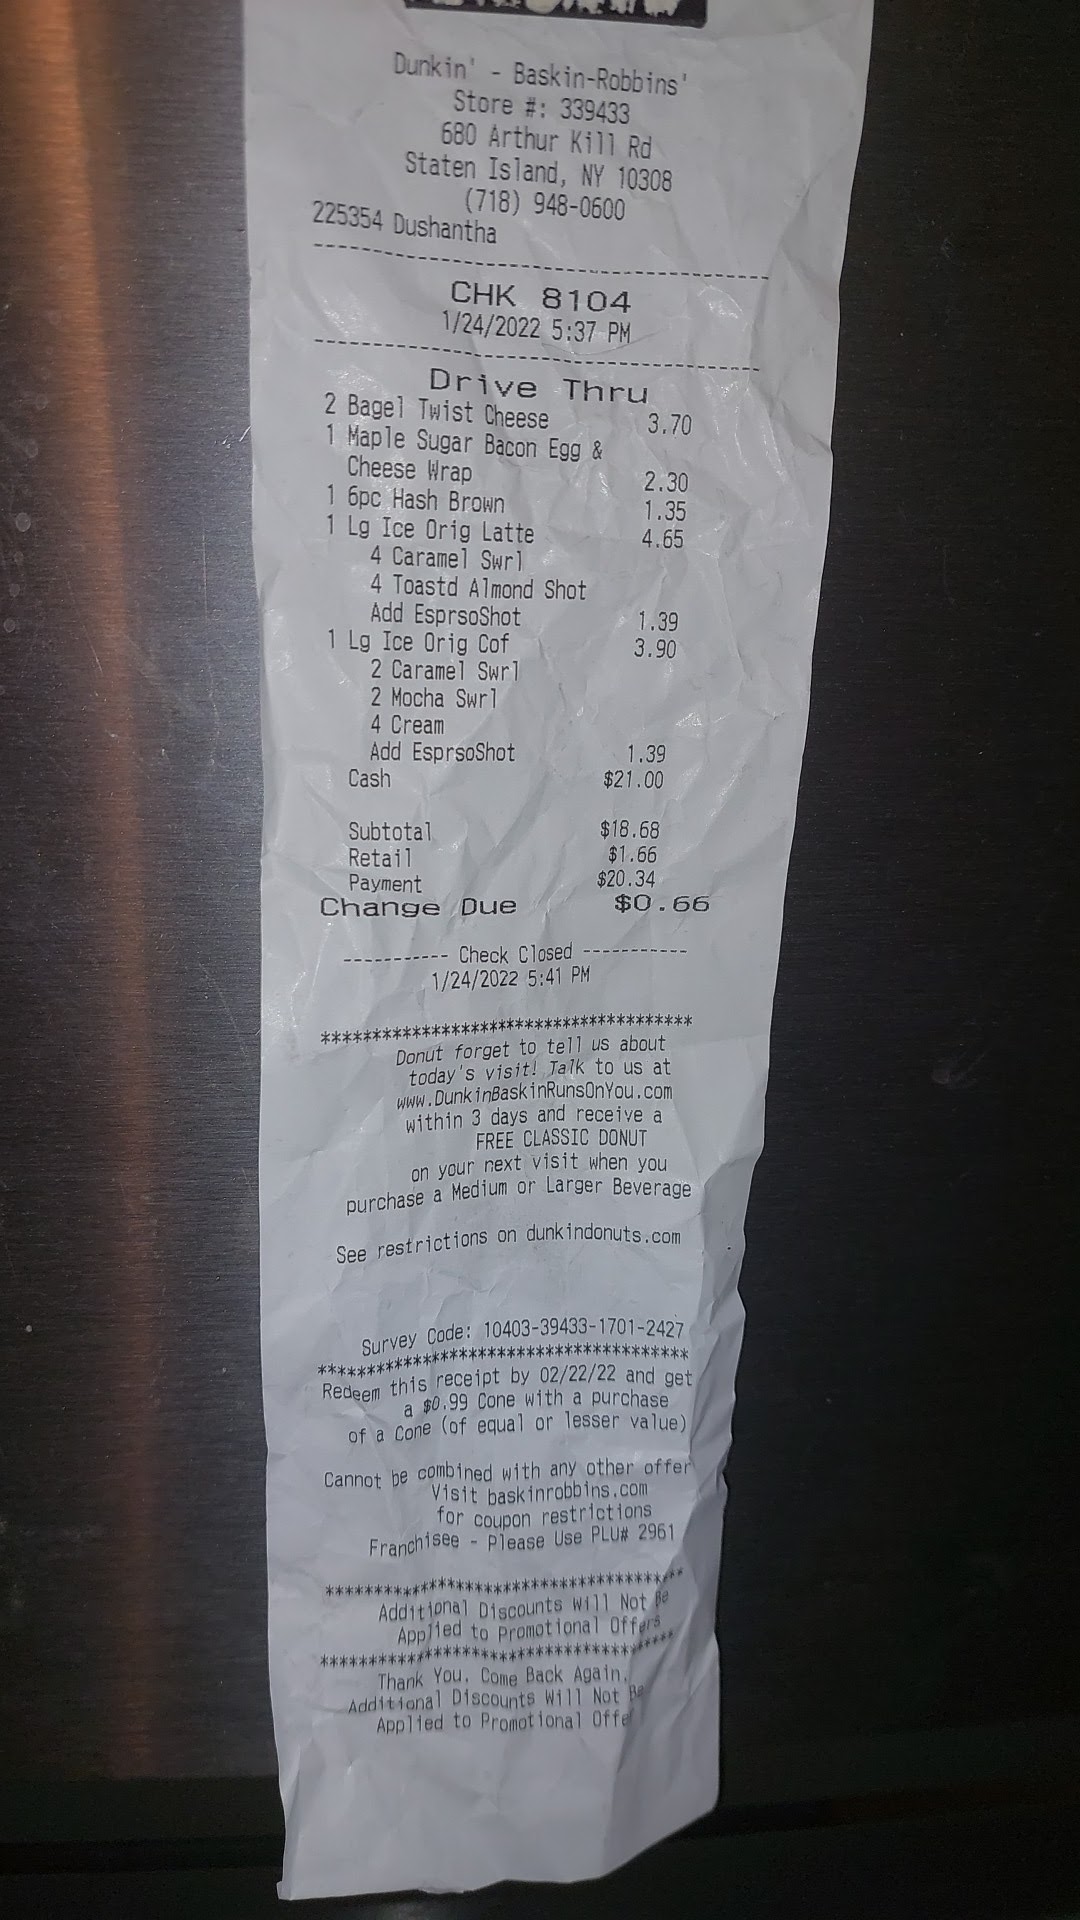 Dunkin' - Baskin-Robbins'
Store #: 339433
680 Arthur Kill Rd
Staten Island, NY 10308
(718) 948-0600
225354 Dushantha
----------------------------------------
CHK 8104
1/24/2022 5:37 PM
----------------------------------------
Drive Thru
2 Bagel Twist Cheese 3.70
1 Maple Sugar Bacon Egg &
Cheese Wrap 2.30
1 6pc Hash Brown 1.35
1 Lg Ice Orig Latte 4.65
4 Caramel Swrl
4 Toastd Almond Shot
Add EsprsoShot 1.39
1 Lg Ice Orig Cof 3.90
2 Caramel Swrl
2 Mocha Swrl
4 Cream
Add EsprsoShot 1.39
Cash $21.00
Subtotal $18.68
Retail $1.66
Payment $20.34
Change Due $0.66
----------- Check Closed -----------
1/24/2022 5:41 PM
****************************************
Donut forget to tell us about
today's visit! Talk to us at
www.DunkinBaskinRunsOnYou.com
within 3 days and receive a
FREE CLASSIC DONUT
on your next visit when you
purchase a Medium or Larger Beverage
See restrictions on dunkindonuts.com
Survey Code: 10403-39433-1701-2427
****************************************
Redeem this receipt by 02/22/22 and get
a $0.99 Cone with a purchase
of a Cone (of equal or lesser value)
Cannot be combined with any other offer
Visit baskinrobbins.com
for coupon restrictions
Franchisee - Please Use PLU# 2961
****************************************
Additional Discounts Will Not Be
Applied to Promotional Offers
****************************************
Thank You. Come Back Again.
Additional Discounts Will Not Be
Applied to Promotional Offe